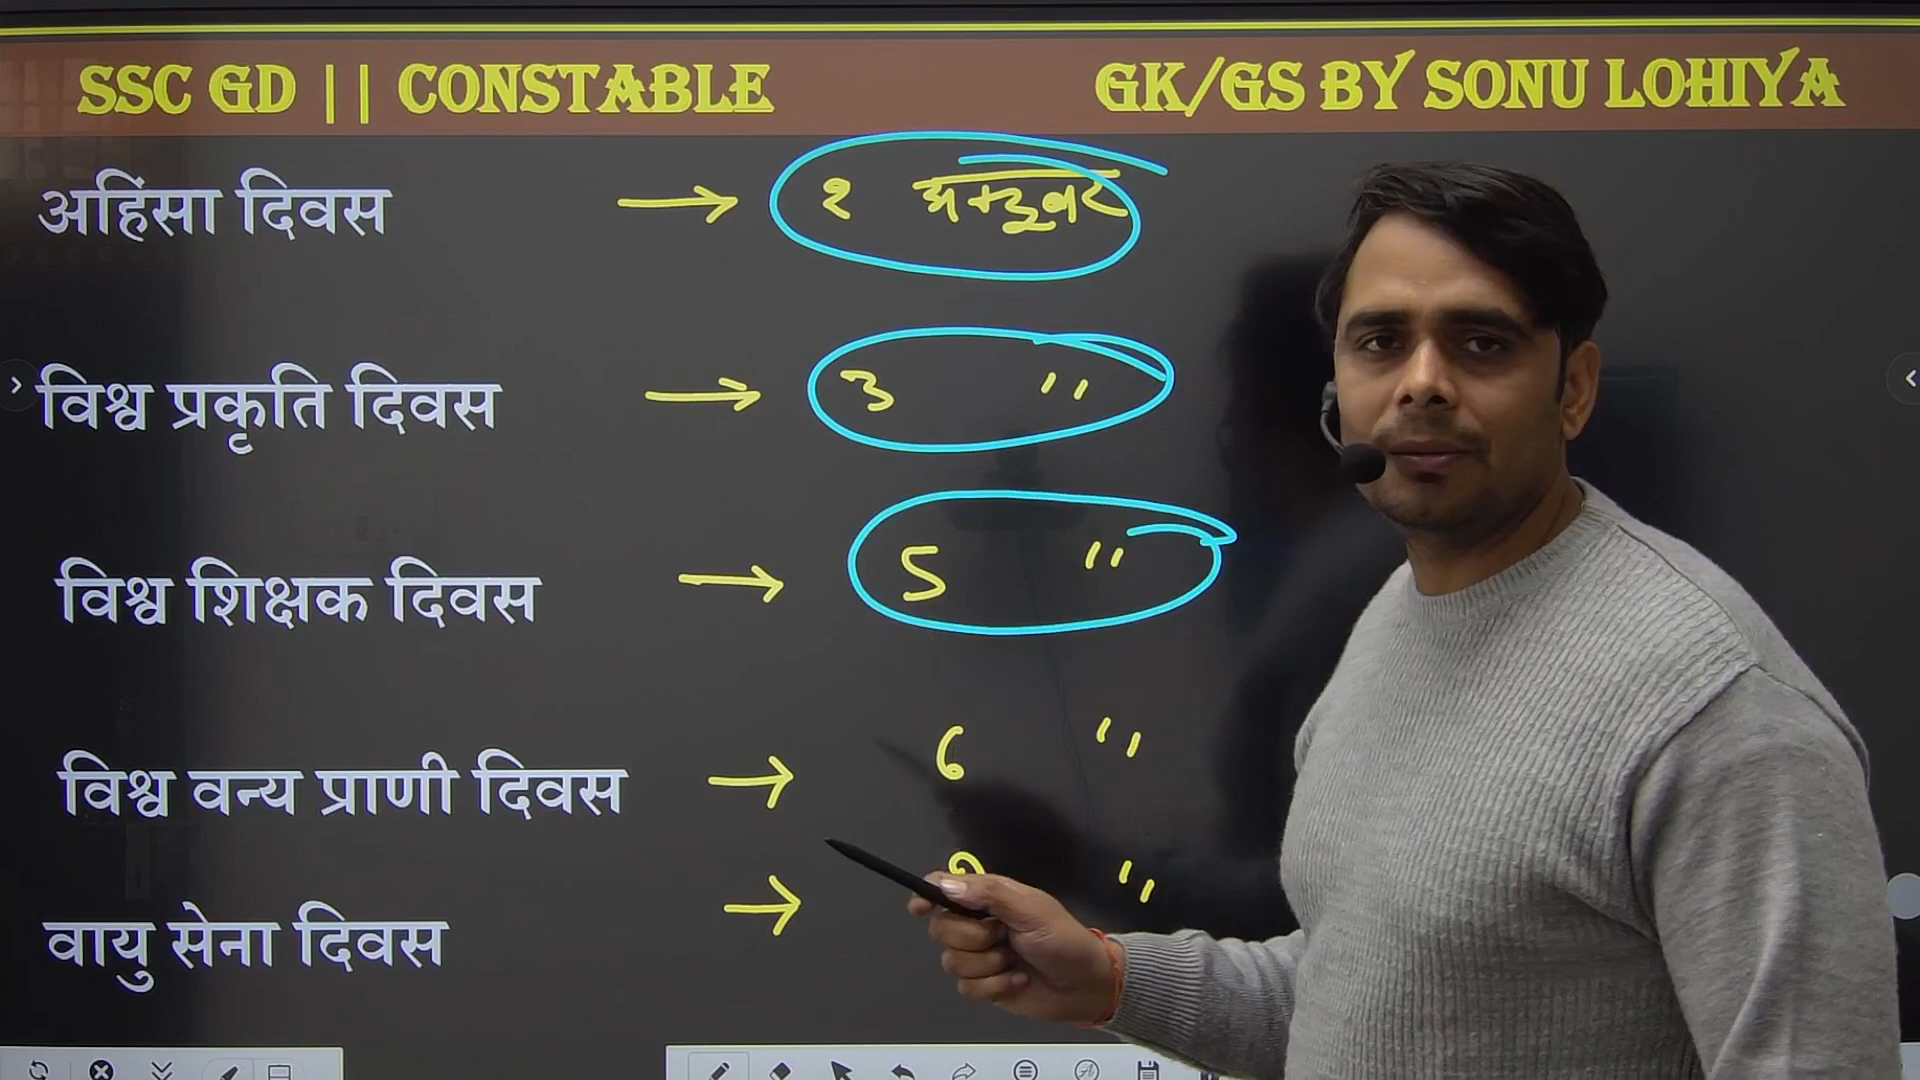 SSC GD || CONSTABLE GK/GS BY SONU LOHIYA
अहिंसा दिवस → २ अक्टूबर
विश्व प्रकृति दिवस → 3 "
विश्व शिक्षक दिवस → 5 "
विश्व वन्य प्राणी दिवस → 6 "
वायु सेना दिवस → "